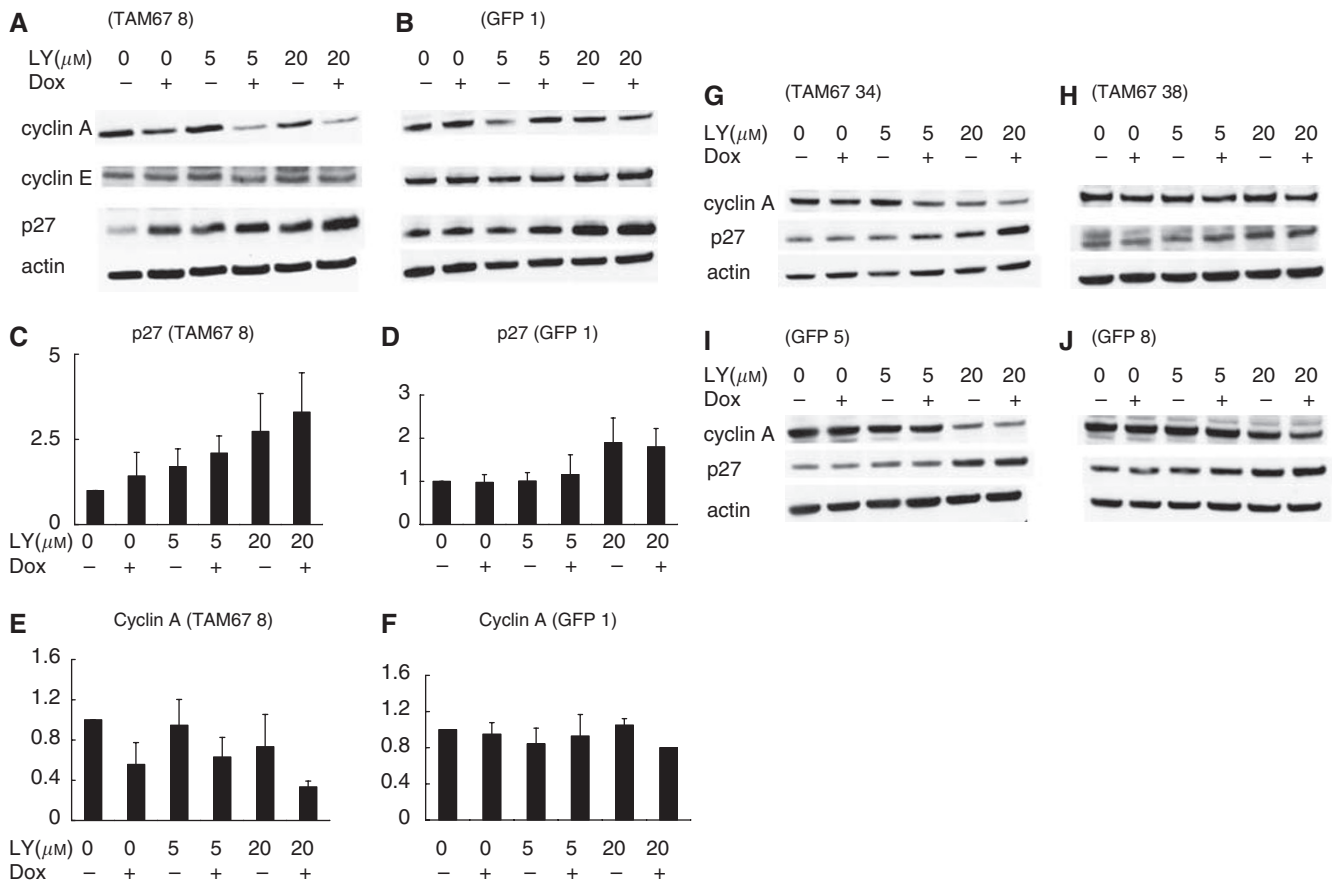 A (TAM67 8)
LY(μM) 0 0 5 5 20 20
Dox – + – + – +
cyclin A
cyclin E
p27
actin
B (GFP 1)
0 0 5 5 20 20
– + – + – +
C p27 (TAM67 8)
5
2.5
0
LY(μM) 0 0 5 5 20 20
Dox – + – + – +
D p27 (GFP 1)
3
2
1
0
0 0 5 5 20 20
– + – + – +
E Cyclin A (TAM67 8)
1.6
1.2
0.8
0.4
0
LY(μM) 0 0 5 5 20 20
Dox – + – + – +
F Cyclin A (GFP 1)
1.6
1.2
0.8
0.4
0
0 0 5 5 20 20
– + – + – +
G (TAM67 34)
LY(μM) 0 0 5 5 20 20
Dox – + – + – +
cyclin A
p27
actin
H (TAM67 38)
0 0 5 5 20 20
– + – + – +
I (GFP 5)
LY(μM) 0 0 5 5 20 20
Dox – + – + – +
cyclin A
p27
actin
J (GFP 8)
0 0 5 5 20 20
– + – + – +